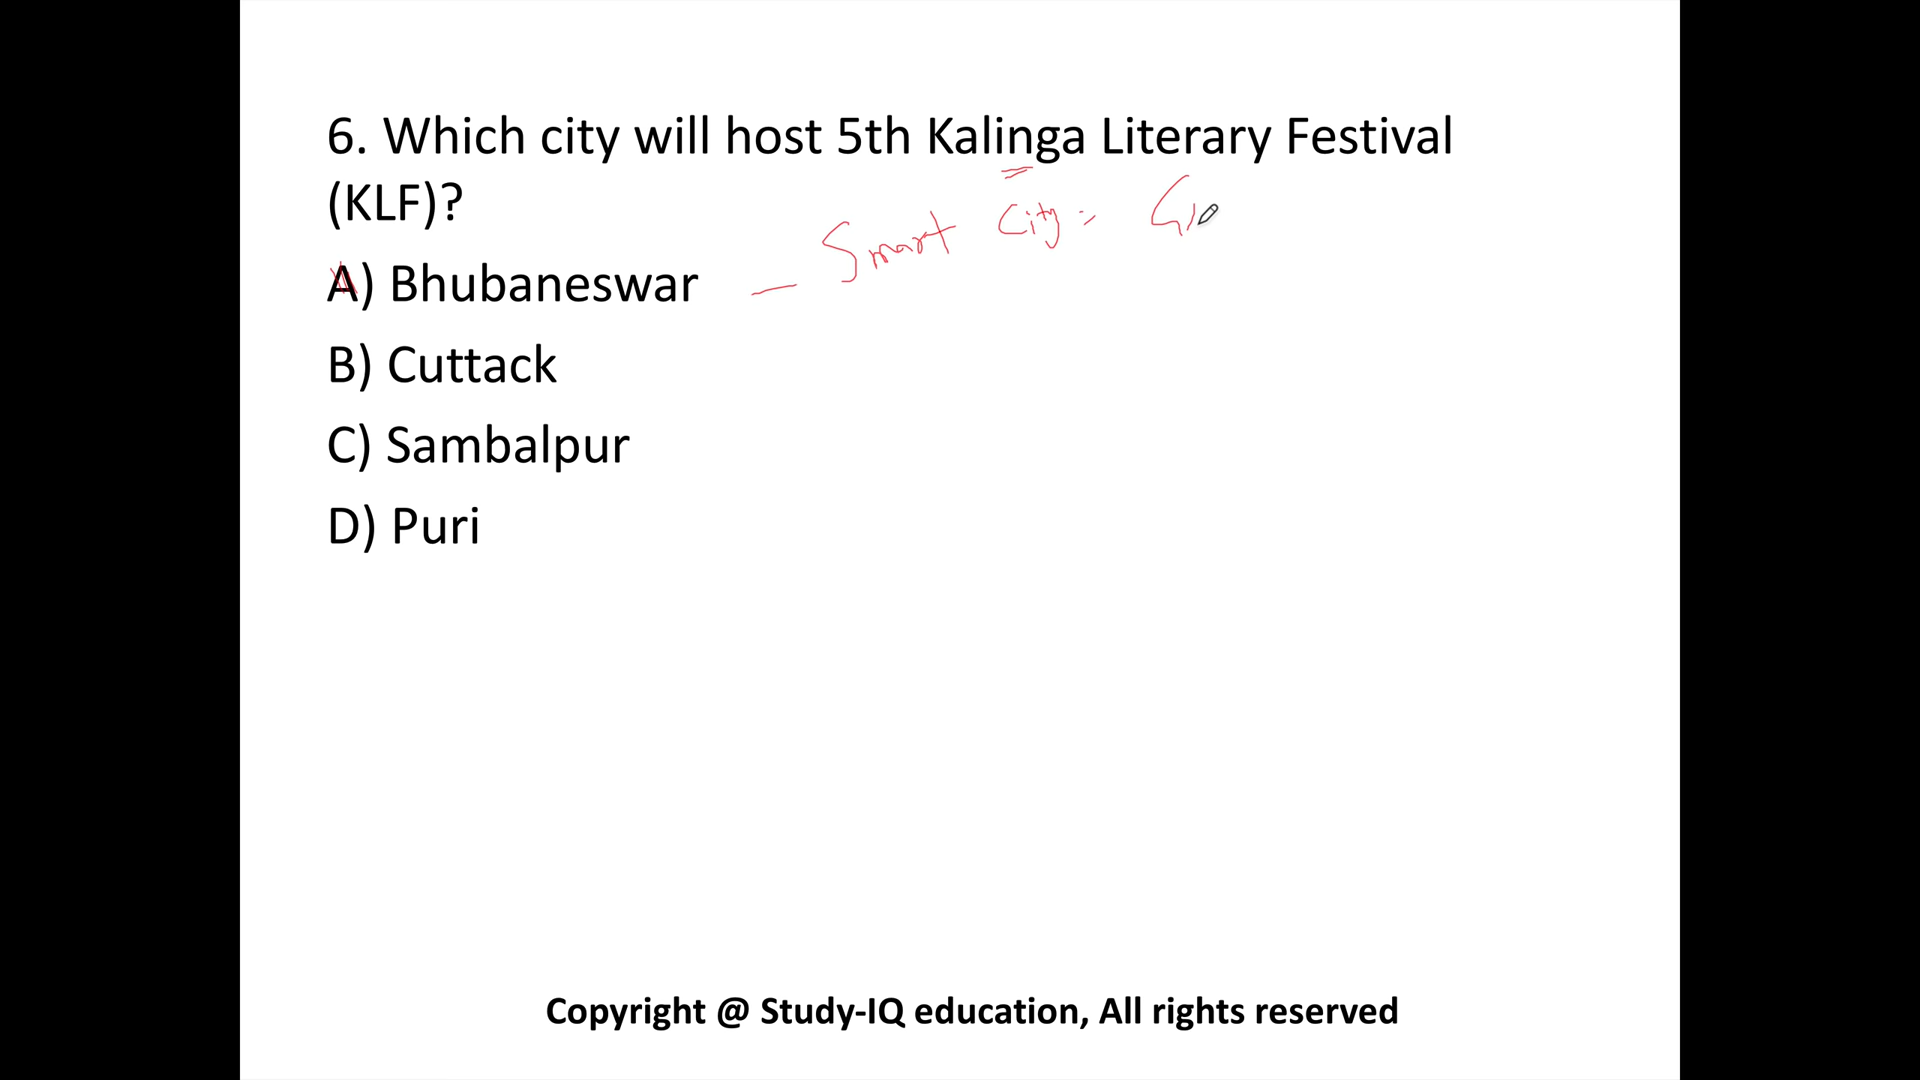 6. Which city will host 5th Kalinga Literary Festival
(KLF)?
Smart City =
A) Bhubaneswar
B) Cuttack
C) Sambalpur
D) Puri
Copyright @ Study-IQ education, All rights reserved